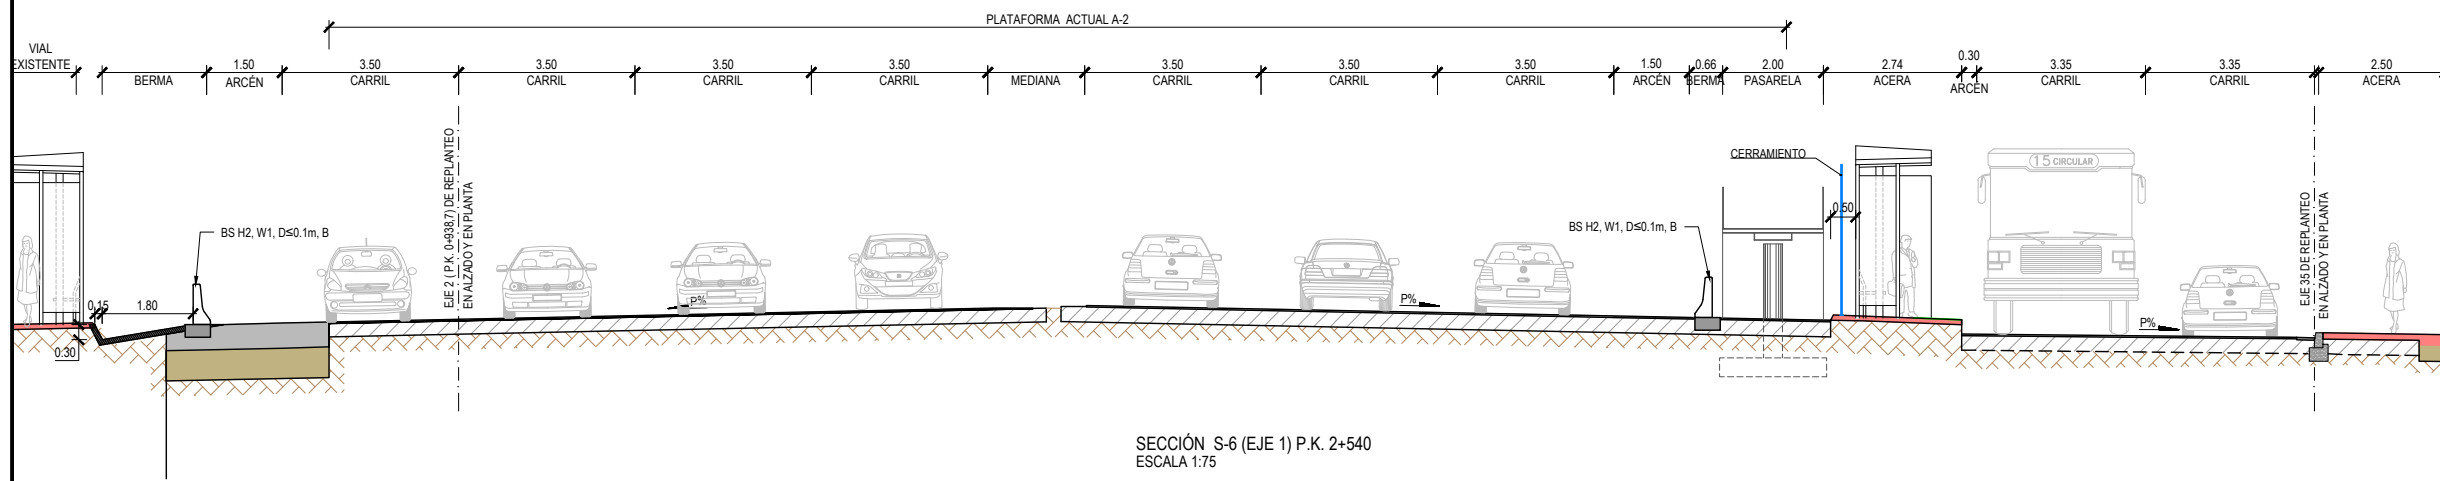 PLATAFORMA ACTUAL A-2
VIAL
EXISTENTE
BERMA
1.50
ARCÉN
3.50
CARRIL
3.50
CARRIL
3.50
CARRIL
3.50
CARRIL
MEDIANA
3.50
CARRIL
3.50
CARRIL
3.50
CARRIL
1.50
ARCÉN
0.66
BERMA
2.00
PASARELA
2.74
ACERA
0.30
ARCÉN
3.35
CARRIL
3.35
CARRIL
2.50
ACERA
EJE 2 ( P.K. 0+938,7) DE REPLANTEO
EN ALZADO Y EN PLANTA
CERRAMIENTO
15 CIRCULAR
EJE 35 DE REPLANTEO
EN ALZADO Y EN PLANTA
BS H2, W1, D≤0.1m, B
BS H2, W1, D≤0.1m, B
0.50
0.15
1.80
0.30
P%
P%
P%
SECCIÓN S-6 (EJE 1) P.K. 2+540
ESCALA 1:75